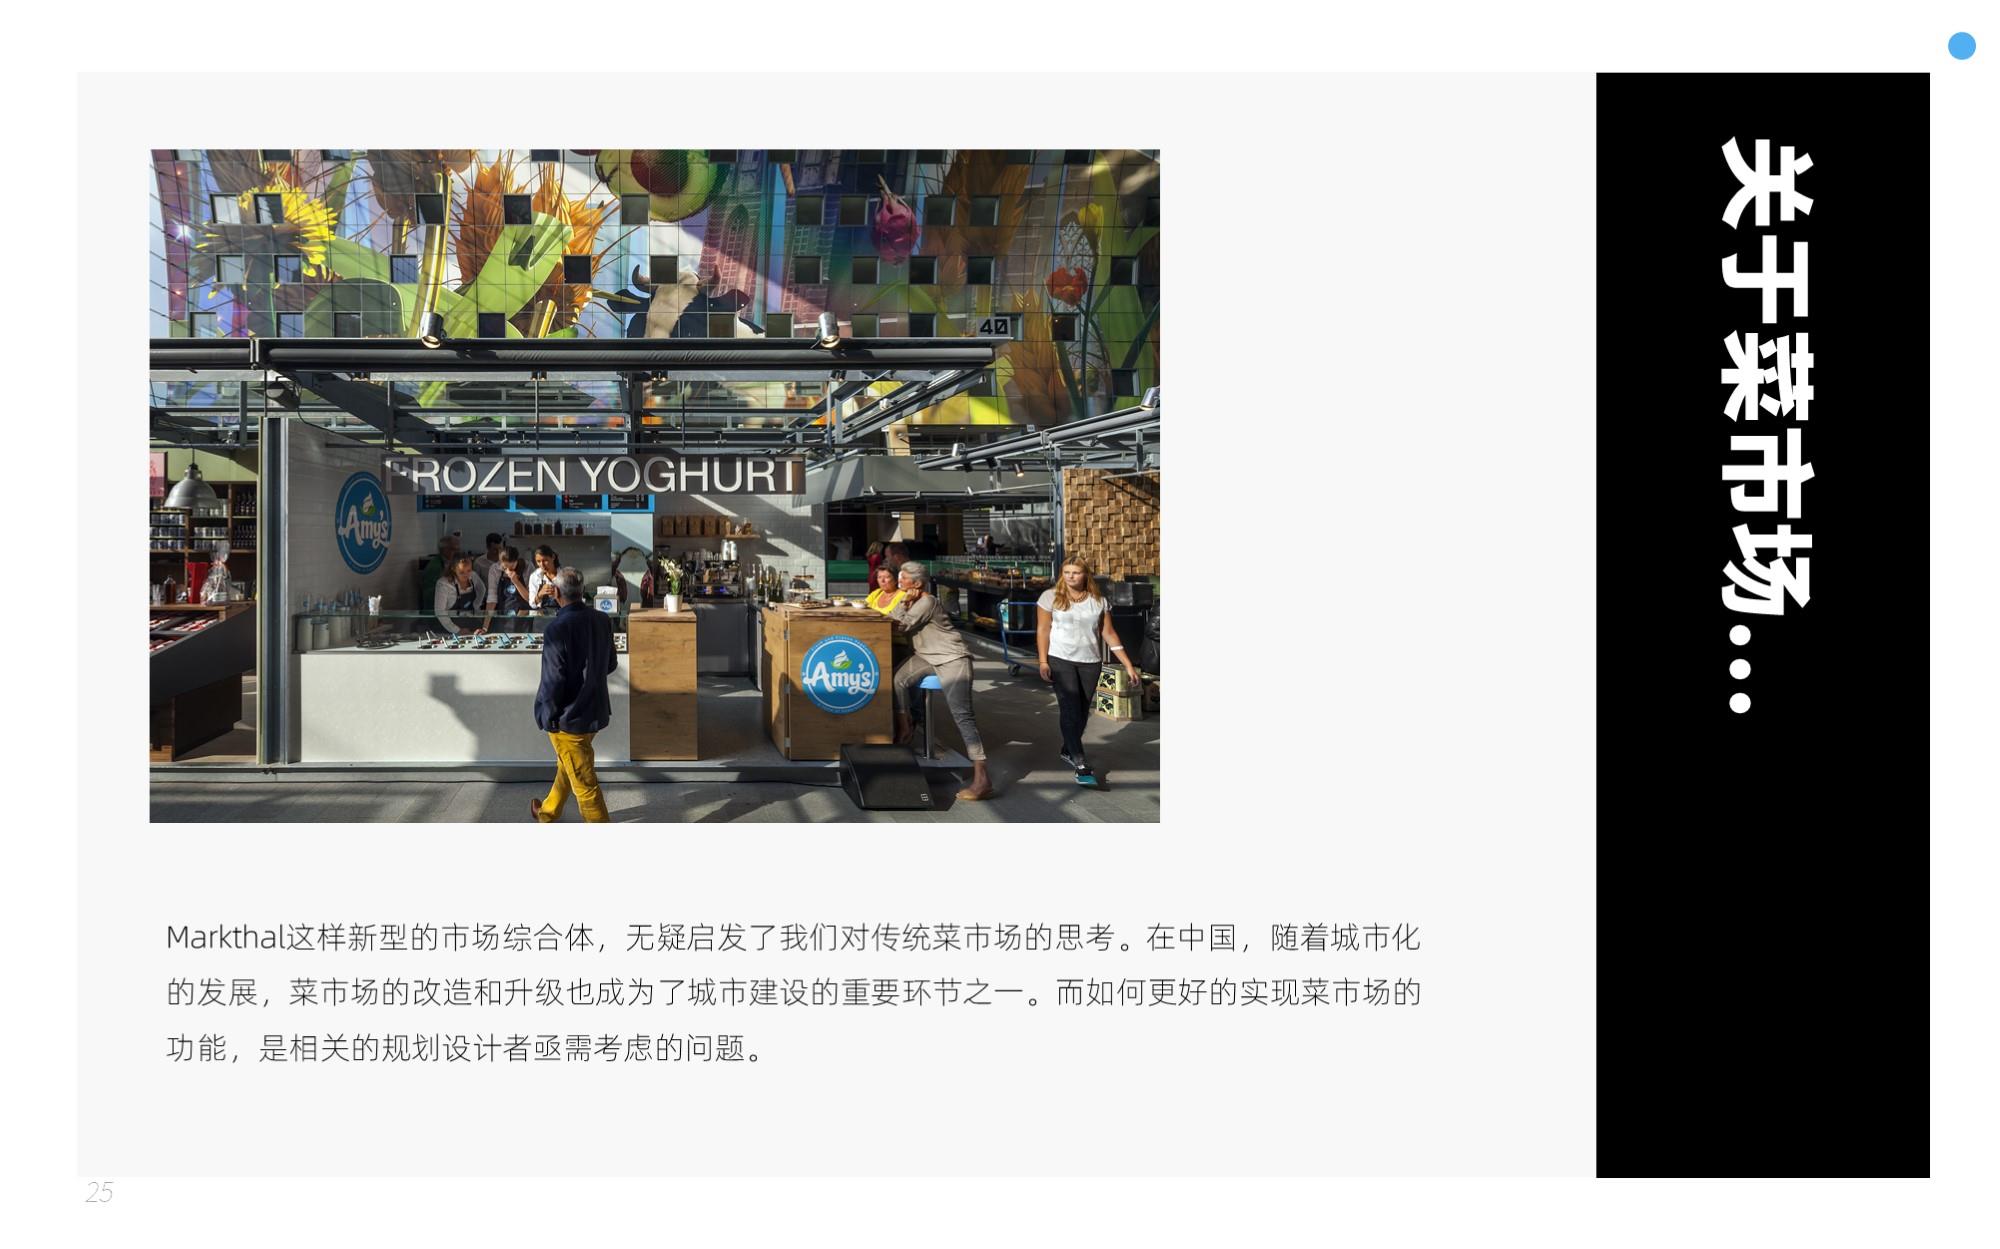 关于菜市场...
40
FROZEN YOGHURT
Amy's
Amy's
Markthal这样新型的市场综合体，无疑启发了我们对传统菜市场的思考。在中国，随着城市化
的发展，菜市场的改造和升级也成为了城市建设的重要环节之一。而如何更好的实现菜市场的
功能，是相关的规划设计者亟需考虑的问题。
25